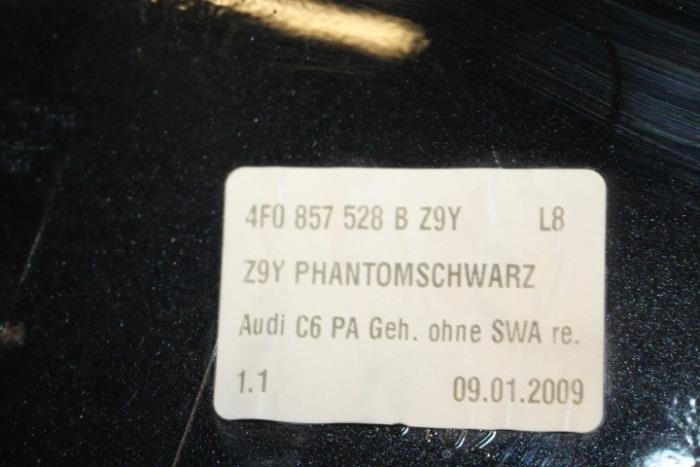 4F0 857 528 B Z9Y L8
Z9Y PHANTOMSCHWARZ
Audi C6 PA Geh. ohne SWA re.
1.1 09.01.2009